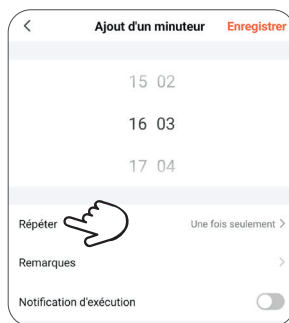 Ajout d'un minuteur Enregistrer
15 02
16 03
17 04
Répéter Une fois seulement >
Remarques >
Notification d'exécution